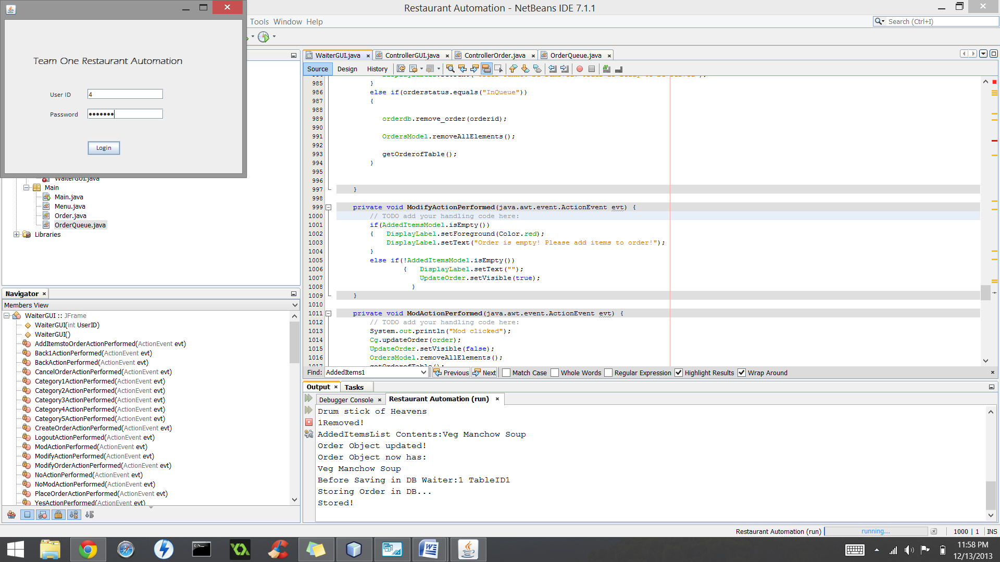 Restaurant Automation - NetBeans IDE 7.1.1
Tools Window Help
Search (Ctrl+I)
Team One Restaurant Automation
User ID 4
Password •••••••
Login
WaiterGUI.java
Main
Main.java
Menu.java
Order.java
OrderQueue.java
Libraries
Navigator
Members View
WaiterGUI :: JFrame
WaiterGUI(int UserID)
WaiterGUI()
AddItemstoOrderActionPerformed(ActionEvent evt)
Back1ActionPerformed(ActionEvent evt)
BackActionPerformed(ActionEvent evt)
CancelOrderActionPerformed(ActionEvent evt)
Category1ActionPerformed(ActionEvent evt)
Category2ActionPerformed(ActionEvent evt)
Category3ActionPerformed(ActionEvent evt)
Category4ActionPerformed(ActionEvent evt)
Category5ActionPerformed(ActionEvent evt)
CreateOrderActionPerformed(ActionEvent evt)
LogoutActionPerformed(ActionEvent evt)
ModActionPerformed(ActionEvent evt)
ModifyActionPerformed(ActionEvent evt)
ModifyOrderActionPerformed(ActionEvent evt)
NoActionPerformed(ActionEvent evt)
NoModActionPerformed(ActionEvent evt)
PlaceOrderActionPerformed(ActionEvent evt)
YesActionPerformed(ActionEvent evt)
WaiterGUI.java ControllerGUI.java ControllerOrder.java OrderQueue.java
Source Design History
985 }
986 else if(orderstatus.equals("InQueue"))
987 {
988
989 orderdb.remove_order(orderid);
990
991 OrdersModel.removeAllElements();
992
993 getOrderofTable();
994 }
995
996
997 }
998
999 private void ModifyActionPerformed(java.awt.event.ActionEvent evt) {
1000 // TODO add your handling code here:
1001 if(AddedItemsModel.isEmpty())
1002 { DisplayLabel.setForeground(Color.red);
1003 DisplayLabel.setText("Order is empty! Please add items to order!");
1004 }
1005 else if(!AddedItemsModel.isEmpty())
1006 { DisplayLabel.setText("");
1007 UpdateOrder.setVisible(true);
1008 }
1009 }
1010
1011 private void ModActionPerformed(java.awt.event.ActionEvent evt) {
1012 // TODO add your handling code here:
1013 System.out.println("Mod clicked");
1014 Cg.updateOrder(order);
1015 UpdateOrder.setVisible(false);
1016 OrdersModel.removeAllElements();
Find: AddedItems1 Previous Next Match Case Whole Words Regular Expression Highlight Results Wrap Around
Output Tasks
Debugger Console Restaurant Automation (run)
Drum stick of Heavens
1Removed!
AddedItemsList Contents:Veg Manchow Soup
Order Object updated!
Order Object now has:
Veg Manchow Soup
Before Saving in DB Waiter:1 TableID1
Storing Order in DB...
Stored!
Restaurant Automation (run) running... 1000 | 1 INS
11:58 PM
12/13/2013